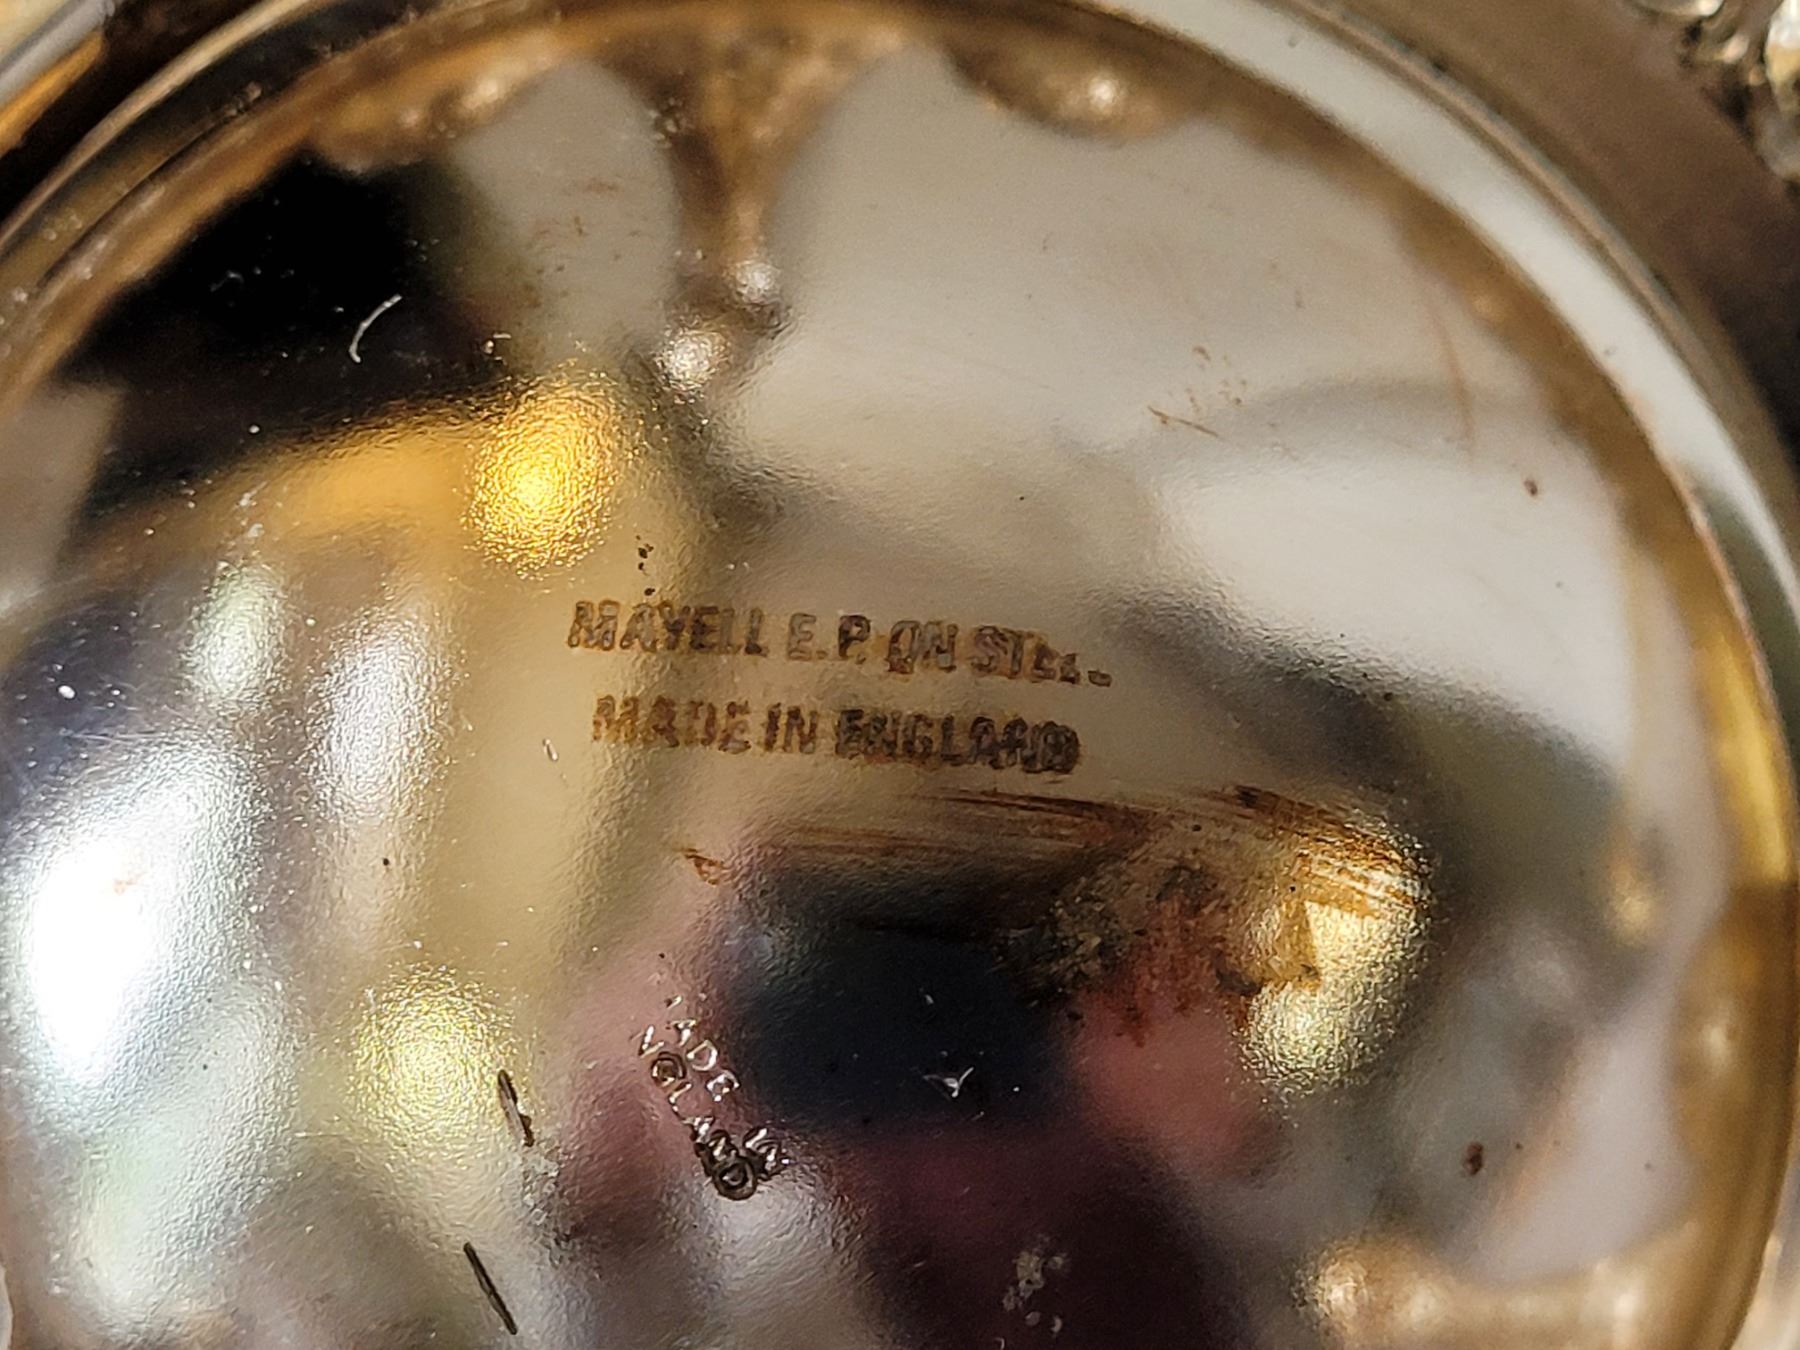 MAYELL E.P. ON STEEL
MADE IN ENGLAND